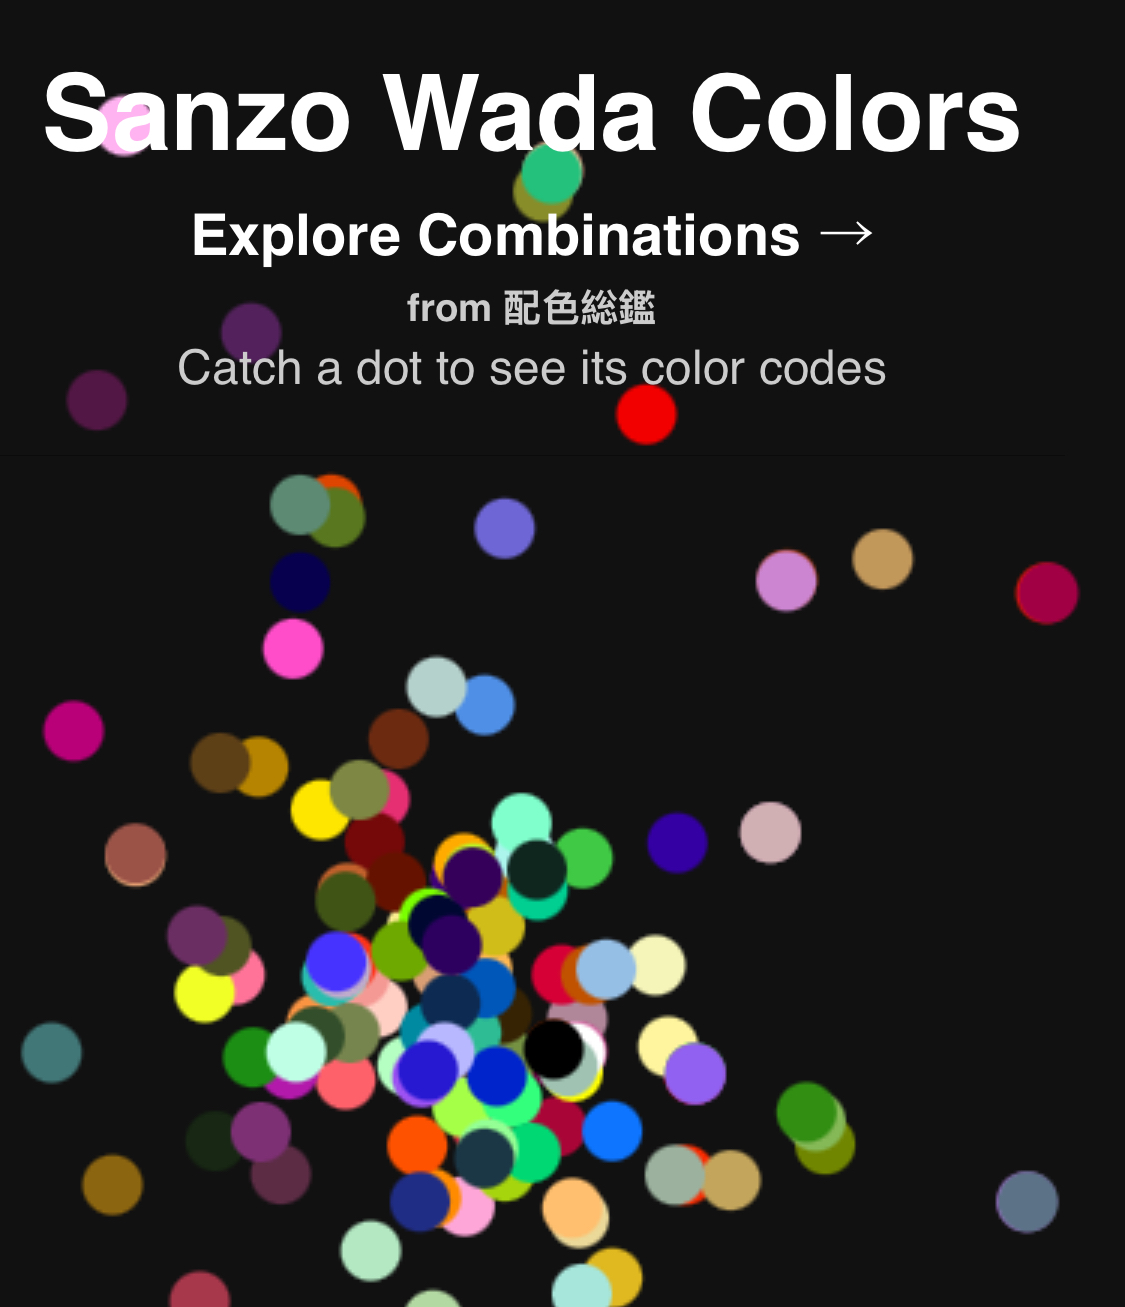 Sanzo Wada Colors
Explore Combinations →
from 配色総鑑
Catch a dot to see its color codes